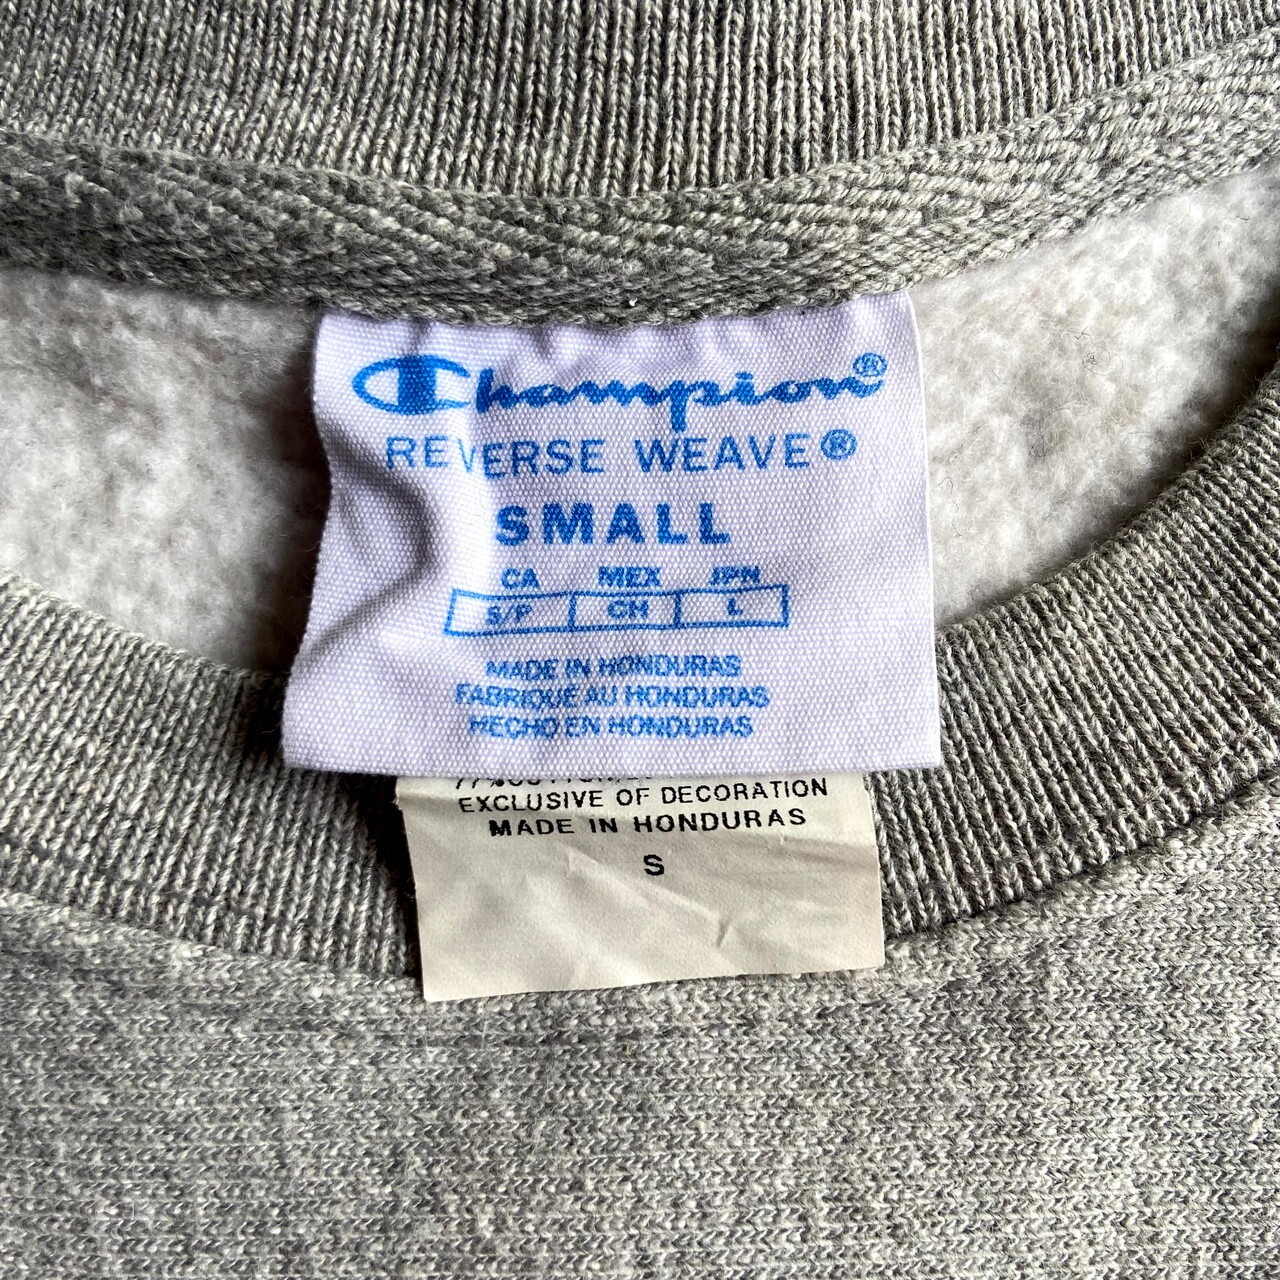 Champion®
REVERSE WEAVE®
SMALL
CA MEX JPN
S/P CH L
MADE IN HONDURAS
FABRIQUÉ AU HONDURAS
HECHO EN HONDURAS
EXCLUSIVE OF DECORATION
MADE IN HONDURAS
S